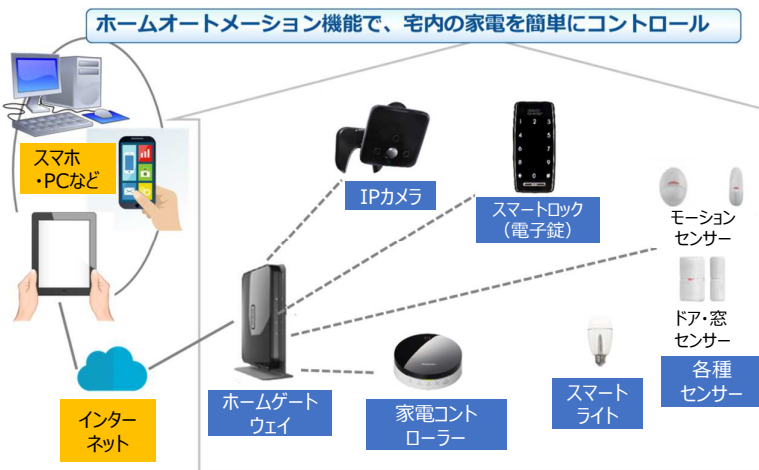 ホームオートメーション機能で、宅内の家電を簡単にコントロール
スマホ
・PCなど
IPカメラ
スマートロック
（電子錠）
モーション
センサー
ドア・窓
センサー
各種
センサー
スマート
ライト
家電コント
ローラー
ホームゲート
ウェイ
インター
ネット
1 2 3